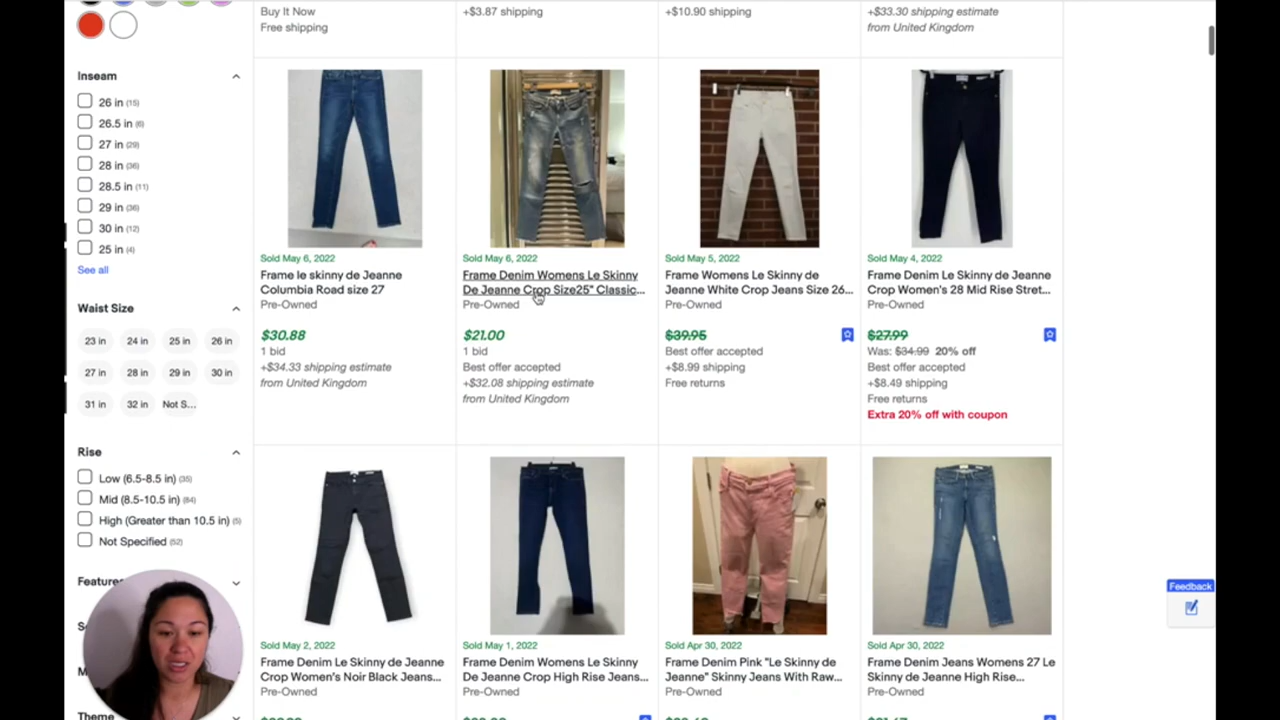 Buy It Now
Free shipping
+$3.87 shipping
+$10.90 shipping
+$33.30 shipping estimate
from United Kingdom
Inseam
26 in (15)
26.5 in (6)
27 in (29)
28 in (36)
28.5 in (11)
29 in (36)
30 in (12)
25 in (4)
See all
Waist Size
23 in
24 in
25 in
26 in
27 in
28 in
29 in
30 in
31 in
32 in
Not S...
Rise
Low (6.5-8.5 in) (35)
Mid (8.5-10.5 in) (84)
High (Greater than 10.5 in) (5)
Not Specified (52)
Feature
Theme
Sold May 6, 2022
Frame le skinny de Jeanne
Columbia Road size 27
Pre-Owned
$30.88
1 bid
+$34.33 shipping estimate
from United Kingdom
Sold May 6, 2022
Frame Denim Womens Le Skinny
De Jeanne Crop Size25" Classic...
Pre-Owned
$21.00
1 bid
Best offer accepted
+$32.08 shipping estimate
from United Kingdom
Sold May 5, 2022
Frame Womens Le Skinny de
Jeanne White Crop Jeans Size 26...
Pre-Owned
$39.95
Best offer accepted
+$8.99 shipping
Free returns
Sold May 4, 2022
Frame Denim Le Skinny de Jeanne
Crop Women's 28 Mid Rise Stret...
Pre-Owned
$27.99
Was: $34.99 20% off
Best offer accepted
+$8.49 shipping
Free returns
Extra 20% off with coupon
Sold May 2, 2022
Frame Denim Le Skinny de Jeanne
Crop Women's Noir Black Jeans...
Pre-Owned
Sold May 1, 2022
Frame Denim Womens Le Skinny
De Jeanne Crop High Rise Jeans...
Pre-Owned
Sold Apr 30, 2022
Frame Denim Pink "Le Skinny de
Jeanne" Skinny Jeans With Raw...
Pre-Owned
Sold Apr 30, 2022
Frame Denim Jeans Womens 27 Le
Skinny de Jeanne High Rise...
Pre-Owned
Feedback